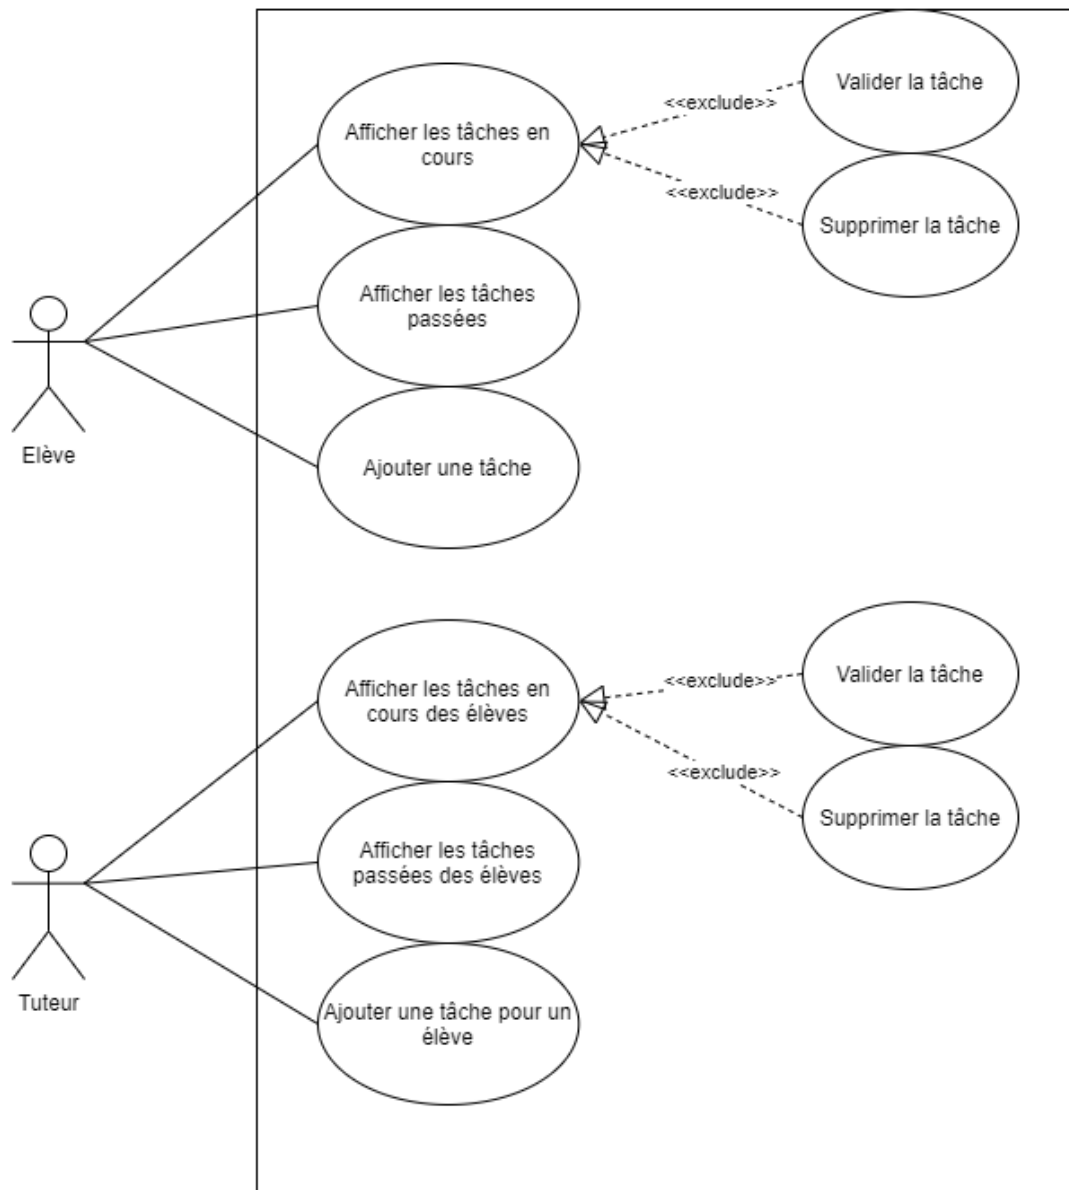 Valider la tâche
<<exclude>>
Afficher les tâches en
cours
<<exclude>>
Supprimer la tâche
Afficher les tâches
passées
Elève
Ajouter une tâche
Valider la tâche
<<exclude>>
Afficher les tâches en
cours des élèves
<<exclude>>
Supprimer la tâche
Afficher les tâches
passées des élèves
Tuteur
Ajouter une tâche pour un
élève